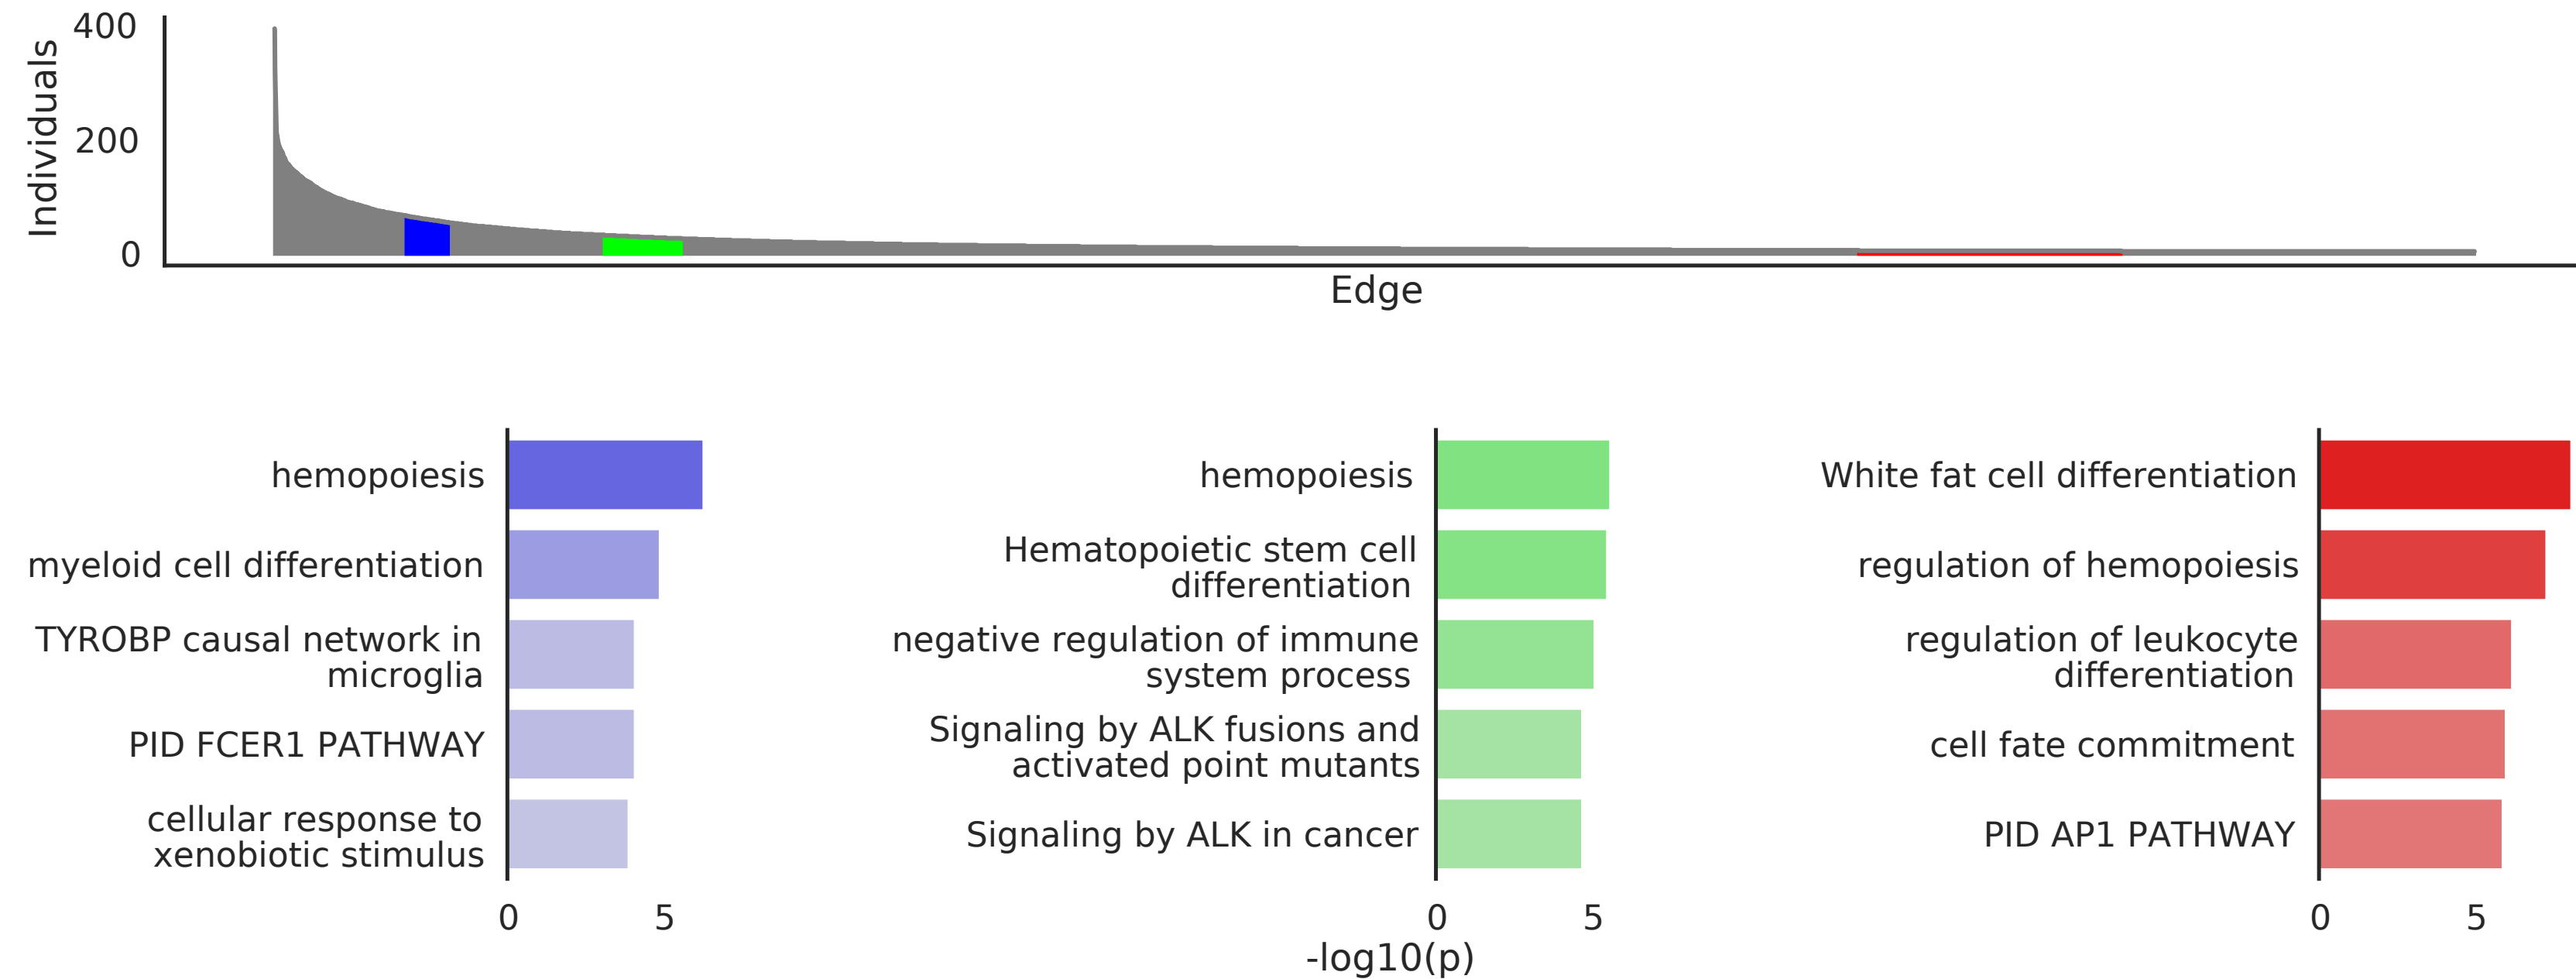 Individuals
400
200
0
Edge
hemopoiesis
myeloid cell differentiation
TYROBP causal network in
microglia
PID FCER1 PATHWAY
cellular response to
xenobiotic stimulus
0 5
hemopoiesis
Hematopoietic stem cell
differentiation
negative regulation of immune
system process
Signaling by ALK fusions and
activated point mutants
Signaling by ALK in cancer
0 5
-log10(p)
White fat cell differentiation
regulation of hemopoiesis
regulation of leukocyte
differentiation
cell fate commitment
PID AP1 PATHWAY
0 5